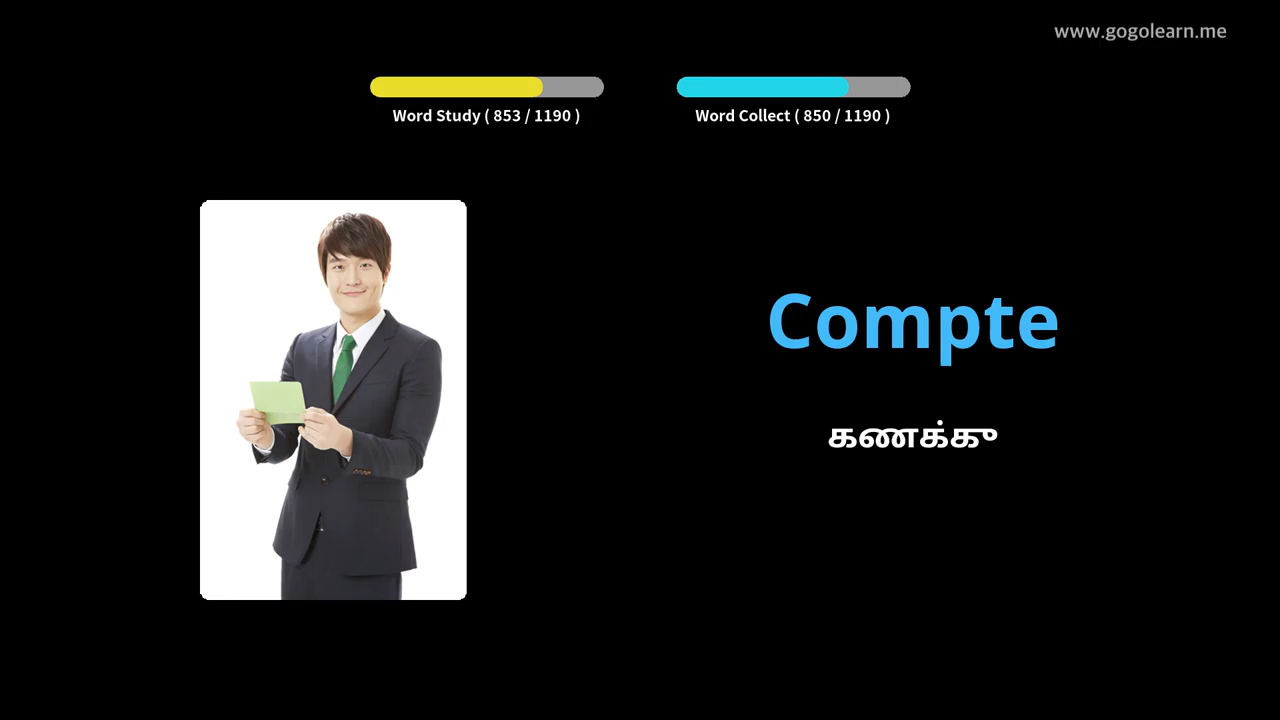 www.gogolearn.me
Word Study ( 853 / 1190 )
Word Collect ( 850 / 1190 )
Compte
கணக்கு